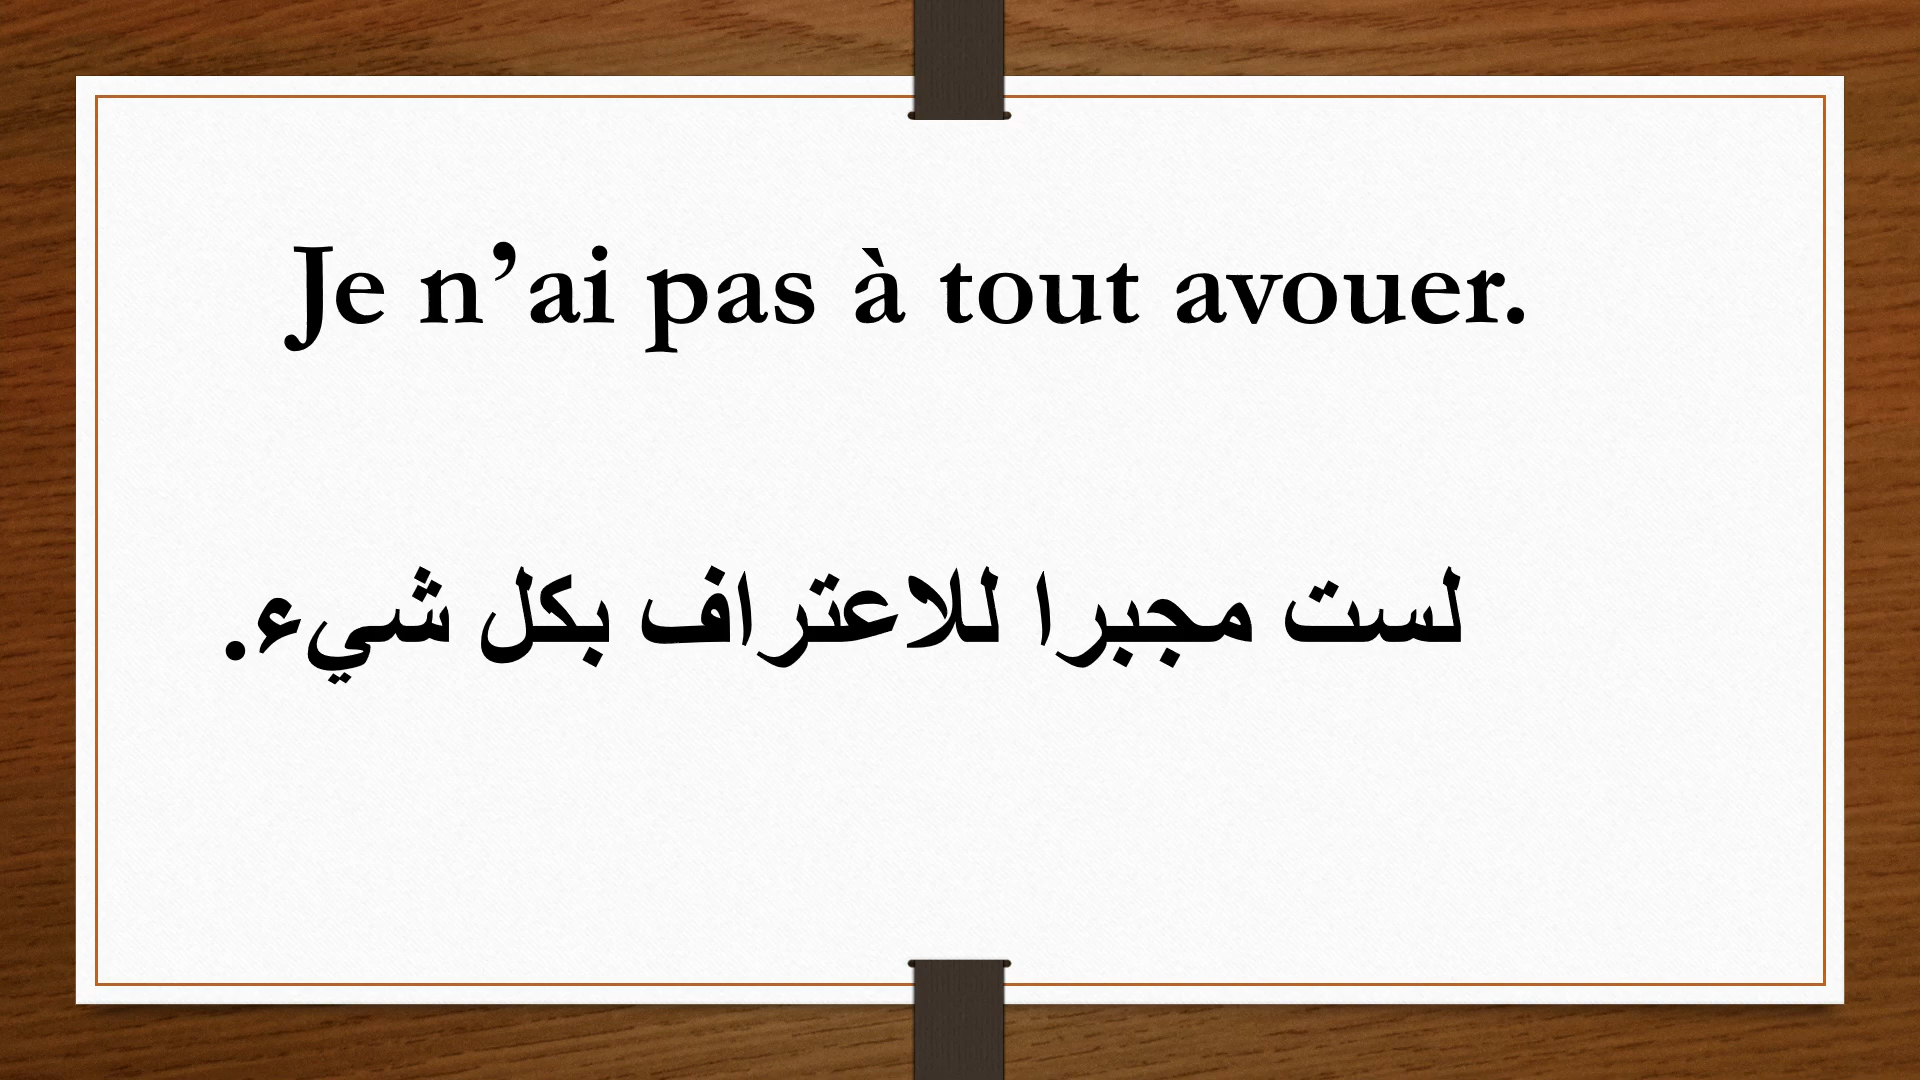 Je n’ai pas à tout avouer.
لست مجبرا للاعتراف بكل شيء.